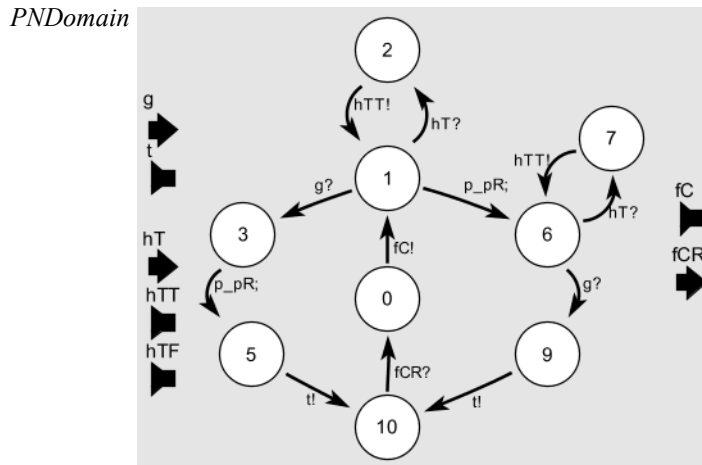 PNDomain
2
g
hTT!
hT?
7
t
hTT!
1
g?
p_pR;
hT?
fC
3
6
hT
fC!
fCR
p_pR;
g?
hTT
0
hTF
5
9
fCR?
t!
t!
10